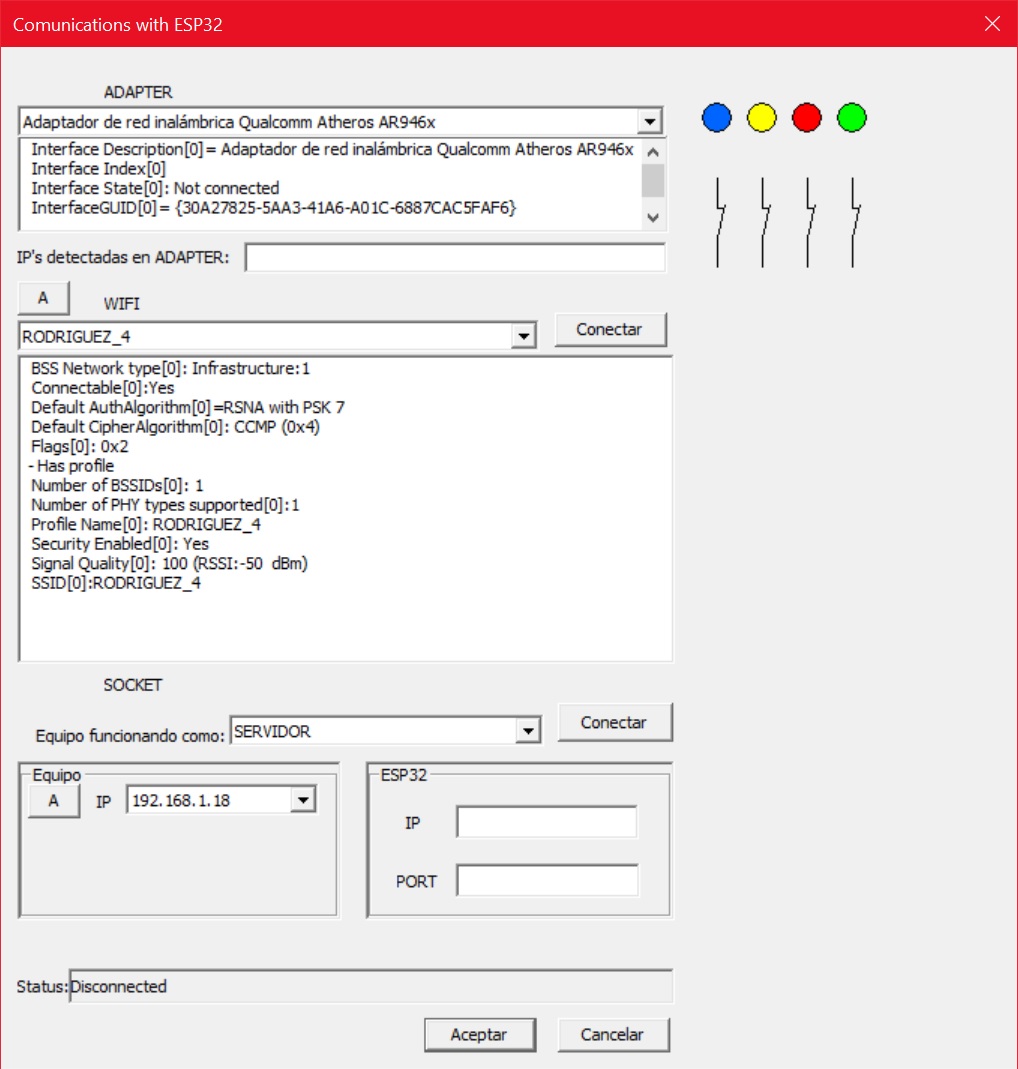 Comunications with ESP32
ADAPTER
Adaptador de red inalámbrica Qualcomm Atheros AR946x
Interface Description[0]= Adaptador de red inalámbrica Qualcomm Atheros AR946x
Interface Index[0]
Interface State[0]: Not connected
InterfaceGUID[0]= {30A27825-5AA3-41A6-A01C-6887CAC5FAF6}
IP's detectadas en ADAPTER:
A
WIFI
RODRIGUEZ_4
Conectar
BSS Network type[0]: Infrastructure:1
Connectable[0]:Yes
Default AuthAlgorithm[0]=RSNA with PSK 7
Default CipherAlgorithm[0]: CCMP (0x4)
Flags[0]: 0x2
- Has profile
Number of BSSIDs[0]: 1
Number of PHY types supported[0]:1
Profile Name[0]: RODRIGUEZ_4
Security Enabled[0]: Yes
Signal Quality[0]: 100 (RSSI:-50 dBm)
SSID[0]:RODRIGUEZ_4
SOCKET
Equipo funcionando como: SERVIDOR
Conectar
Equipo
A IP 192.168.1.18
ESP32
IP
PORT
Status:Disconnected
Aceptar
Cancelar